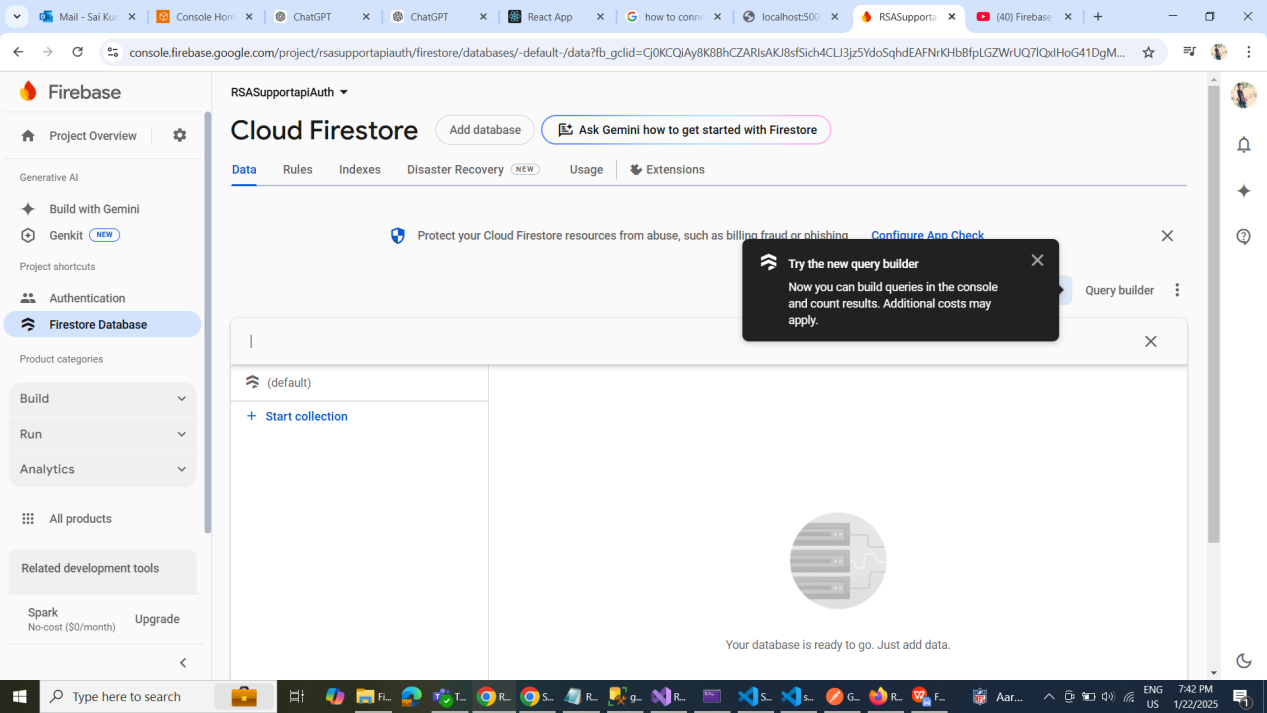 Mail - Sai Kur
Console Hom
ChatGPT
ChatGPT
React App
how to conne
localhost:500
RSASupporta
(40) Firebase
console.firebase.google.com/project/rsasupportapiauth/firestore/databases/-default-/data?fb_gclid=Cj0KCQiAy8K8BhCZARIsAKJ8sfSich4CLJ3jz5YdoSqhdEAFNrKHbBfpLGZWrUQ7lQxIHoG41DgM...
Firebase
RSASupportapiAuth
Project Overview
Cloud Firestore
Add database
Ask Gemini how to get started with Firestore
Data
Rules
Indexes
Disaster Recovery
NEW
Usage
Extensions
Generative AI
Build with Gemini
Genkit
NEW
Project shortcuts
Authentication
Firestore Database
Product categories
Build
Run
Analytics
All products
Related development tools
Spark
No-cost ($0/month)
Upgrade
Protect your Cloud Firestore resources from abuse, such as billing fraud or phishing
Configure App Check
Try the new query builder
Now you can build queries in the console
and count results. Additional costs may
apply.
Query builder
(default)
Start collection
Your database is ready to go. Just add data.
Type here to search
Fi...
T...
R...
S...
R...
g...
R...
S...
s...
G...
R...
F...
Aar...
ENG
US
7:42 PM
1/22/2025
1